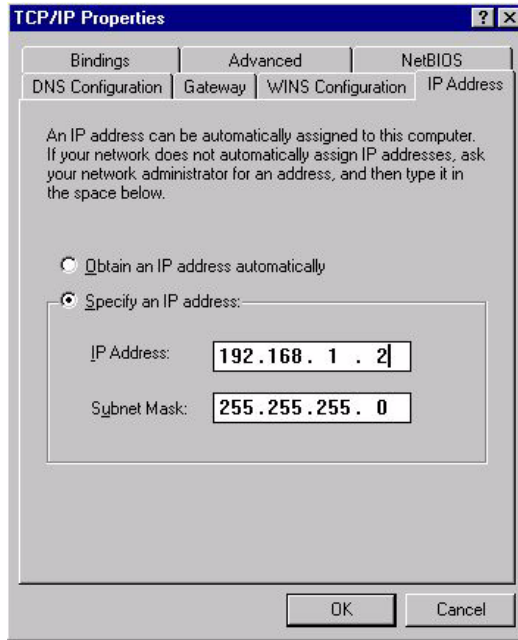 TCP/IP Properties
Bindings Advanced NetBIOS
DNS Configuration Gateway WINS Configuration IP Address
An IP address can be automatically assigned to this computer.
If your network does not automatically assign IP addresses, ask
your network administrator for an address, and then type it in
the space below.
Obtain an IP address automatically
Specify an IP address:
IP Address: 192.168. 1 . 2
Subnet Mask: 255.255.255. 0
OK Cancel